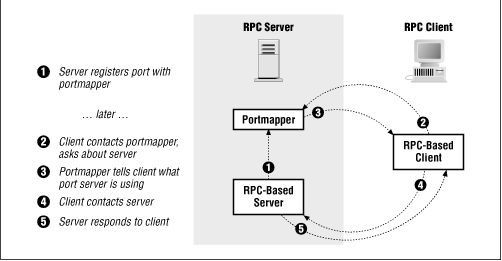 RPC Server
RPC Client
1 Server registers port with
portmapper
... later ...
2 Client contacts portmapper,
asks about server
3 Portmapper tells client what
port server is using
4 Client contacts server
5 Server responds to client
Portmapper
3
2
RPC-Based
Client
1
4
RPC-Based
Server
5